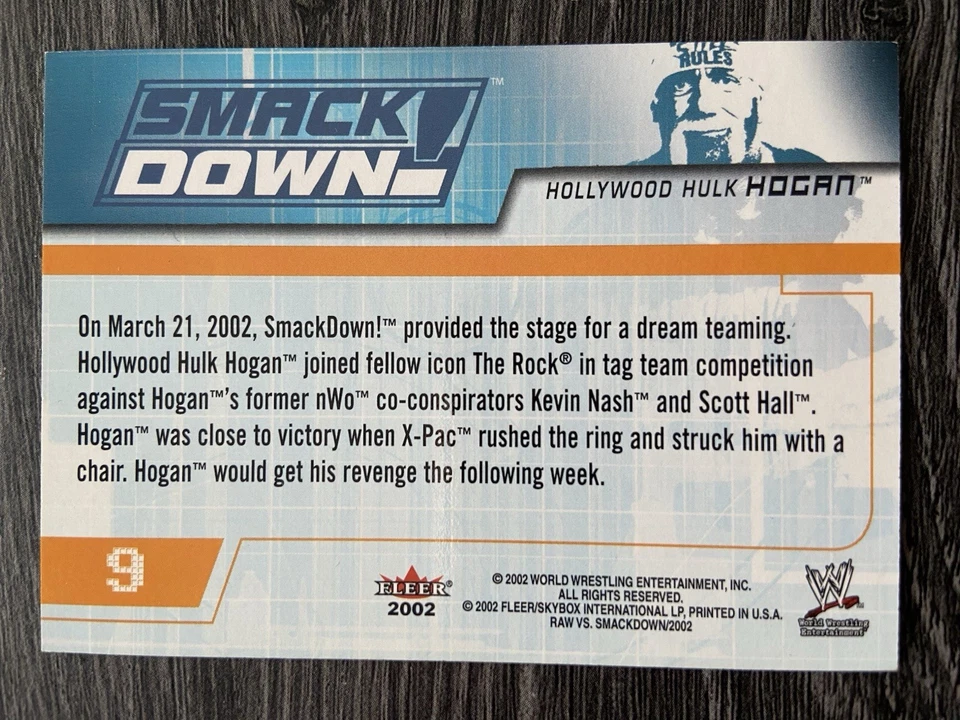 STILL
RULES
SMACK
DOWN!™
HOLLYWOOD HULK HOGAN™
On March 21, 2002, SmackDown!™ provided the stage for a dream teaming.
Hollywood Hulk Hogan™ joined fellow icon The Rock® in tag team competition
against Hogan™'s former nWo™ co-conspirators Kevin Nash™ and Scott Hall™.
Hogan™ was close to victory when X-Pac™ rushed the ring and struck him with a
chair. Hogan™ would get his revenge the following week.
9
FLEER®
2002
© 2002 WORLD WRESTLING ENTERTAINMENT, INC.
ALL RIGHTS RESERVED.
© 2002 FLEER/SKYBOX INTERNATIONAL LP, PRINTED IN U.S.A.
RAW VS. SMACKDOWN/2002
W™
World Wrestling
Entertainment™